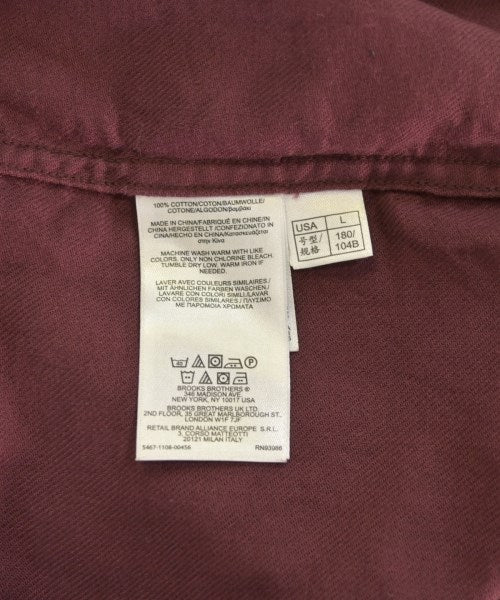 100% COTTON/COTON/BAUMWOLLE/
COTONE/ALGODON/βαμβάκι
MADE IN CHINA/FABRIQUÉ EN CHINE/IN
CHINA HERGESTELLT /CONFEZIONATO IN
CINA/HECHO EN CHINA/Κατασκευάζεται
στην Κίνα
MACHINE WASH WARM WITH LIKE
COLORS. ONLY NON CHLORINE BLEACH.
TUMBLE DRY LOW. WARM IRON IF
NEEDED.
LAVER AVEC COULEURS SIMILAIRES /
MIT ÄHNLICHEN FARBEN WASCHEN /
LAVARE CON COLORI SIMILI / LAVAR
CON COLORES SIMILARES / ΠΛΥΣΙΜΟ
ΜΕ ΠΑΡΟΜΟΙΑ ΧΡΩΜΑΤΑ
BROOKS BROTHERS ®
346 MADISON AVE.
NEW YORK, NY 10017 USA
BROOKS BROTHERS UK LTD.
2ND FLOOR, 35 GREAT MARLBOROUGH ST.
LONDON W1F 7JF
RETAIL BRAND ALLIANCE EUROPE S.R.L.
3, CORSO MATTEOTTI
20121 MILAN ITALY
5467-1108-00456 RN93986
USA L
号型/规格 180/104B